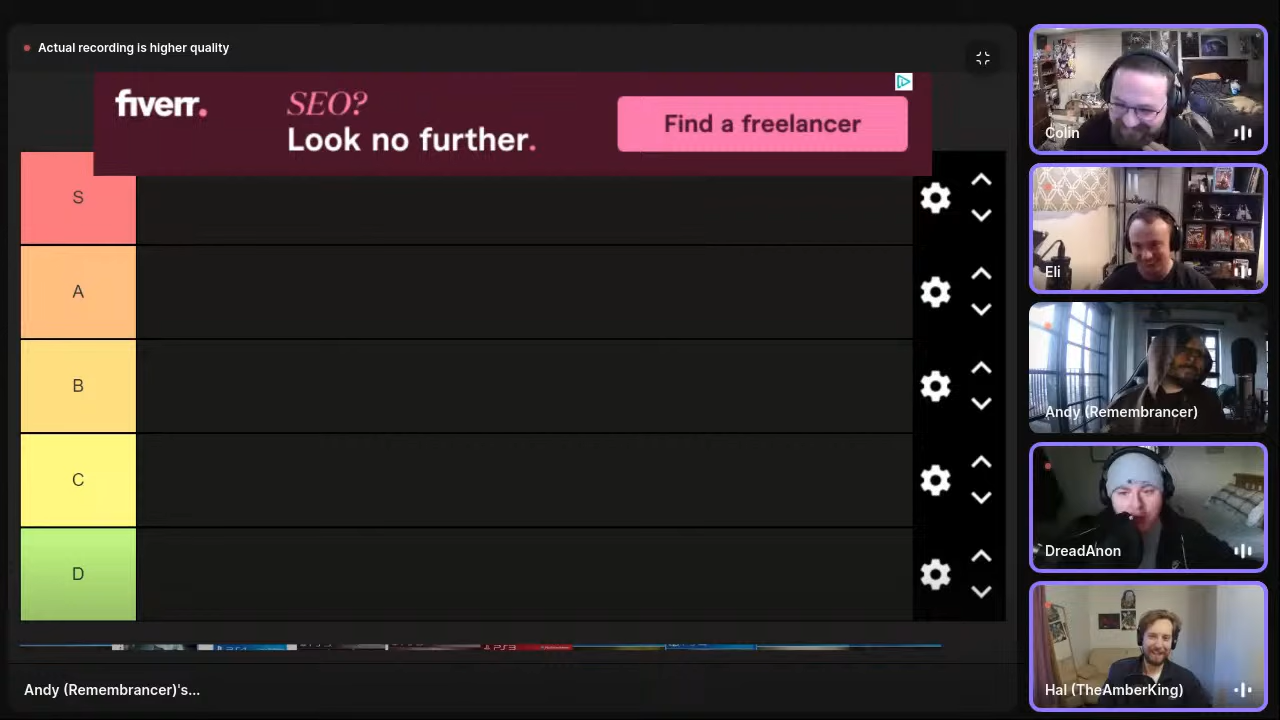 Actual recording is higher quality
fiverr.
SEO?
Look no further.
Find a freelancer
S
A
B
C
D
Andy (Remembrancer)'s...
Colin
Eli
Andy (Remembrancer)
DreadAnon
Hal (TheAmberKing)